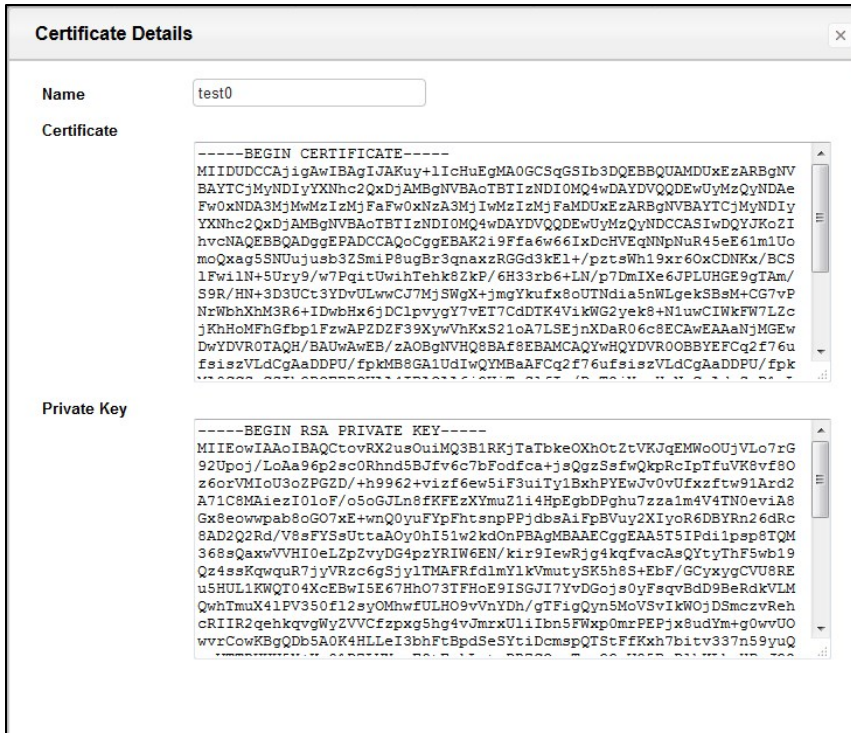 Certificate Details
×
Name
test0
Certificate
-----BEGIN CERTIFICATE-----
MIIDUDCCAjigAwIBAgIJAKuy+lIcHuEgMA0GCSqGSIb3DQEBBQUAMDUxEzARBgNV
BAYTCjMyNDIyYXNhc2QxDjAMBgNVBAoTBTIzNDI0MQ4wDAYDVQQDEwUyMzQyNDAe
Fw0xNDA3MjMwMzIzMjFaFw0xNzA3MjIwMzIzMjFaMDUxEzARBgNVBAYTCjMyNDIy
YXNhc2QxDjAMBgNVBAoTBTIzNDI0MQ4wDAYDVQQDEwUyMzQyNDCCASIwDQYJKoZI
hvcNAQEBBQADggEPADCCAQoCggEBAK2i9Ffa6w66IxDcHVEqNNpNuR45eE61m1Uo
moQxag5SNUujusb3ZSmiP8ugBr3qnaxzRGGd3kEl+/pztsWh19xr6OxCDNKx/BCS
lFwilN+5Ury9/w7PqitUwihTehk8ZkP/6H33rb6+LN/p7DmIXe6JPLUHGE9gTAm/
S9R/HN+3D3UCt3YDvULwwCJ7MjSWgX+jmgYkufx8oUTNdia5nWLgekSBsM+CG7vP
NrWbhXhM3R6+IDwbHx6jDClpvygY7vET7CdDTK4VikWG2yek8+N1uwCIWkFW7LZc
jKhHoMFhGfbp1FzwAPZDZF39XywVhKxS21oA7LSEjnXDaR06c8ECAwEAAaNjMGEw
DwYDVR0TAQH/BAUwAwEB/zAOBgNVHQ8BAf8EBAMCAQYwHQYDVR0OBBYEFCq2f76u
fsiszVLdCgAaDDPU/fpkMB8GA1UdIwQYMBaAFCq2f76ufsiszVLdCgAaDDPU/fpk
Private Key
-----BEGIN RSA PRIVATE KEY-----
MIIEowIAAoIBAQCtovRX2usOuiMQ3B1RKjTaTbkeOXhOtZtVKJqEMWoOUjVLo7rG
92Upoj/LoAa96p2sc0Rhnd5BJfv6c7bFodfca+jsQgzSsfwQkpRcIpTfuVK8vf8O
z6orVMIoU3oZPGZD/+h9962+vizf6ew5iF3uiTy1BxhPYEwJv0vUfxzftw91Ard2
A71C8MAiezI0loF/o5oGJLn8fKFEzXYmuZ1i4HpEgbDPghu7zza1m4V4TN0eviA8
Gx8eowwpab8oGO7xE+wnQ0yuFYpFhtsnpPPjdbsAiFpBVuy2XIyoR6DBYRn26dRc
8AD2Q2Rd/V8sFYSsUttaAOy0hI51w2kdOnPBAgMBAAECggEAA5T5IPdi1psp8TQM
368sQaxwVVHI0eLZpZvyDG4pzYRIW6EN/kir9IewRjg4kqfvacAsQYtyThF5wb19
Qz4ssKqwquR7jyVRzc6gSjylTMAFRfdlmYlkVmutySK5h8S+EbF/GCyxygCVU8RE
u5HUL1KWQT04XcEBwI5E67HhO73TFHoE9ISGJI7YvDGojs0yFsqvBdD9BeRdkVLM
QwhTmuX4lPV350fl2syOMhwfULHO9vVnYDh/gTFigQyn5MoVSvIkWOjDSmczvReh
cRIIR2qehkqvgWyZVVCfzpxg5hg4vJmrxUliIbn5FWxp0mrPEPjx8udYm+g0wvUO
wvrCowKBgQDb5A0K4HLLeI3bhFtBpdSeSYtiDcmspQTStFfKxh7bitv337n59yuQ